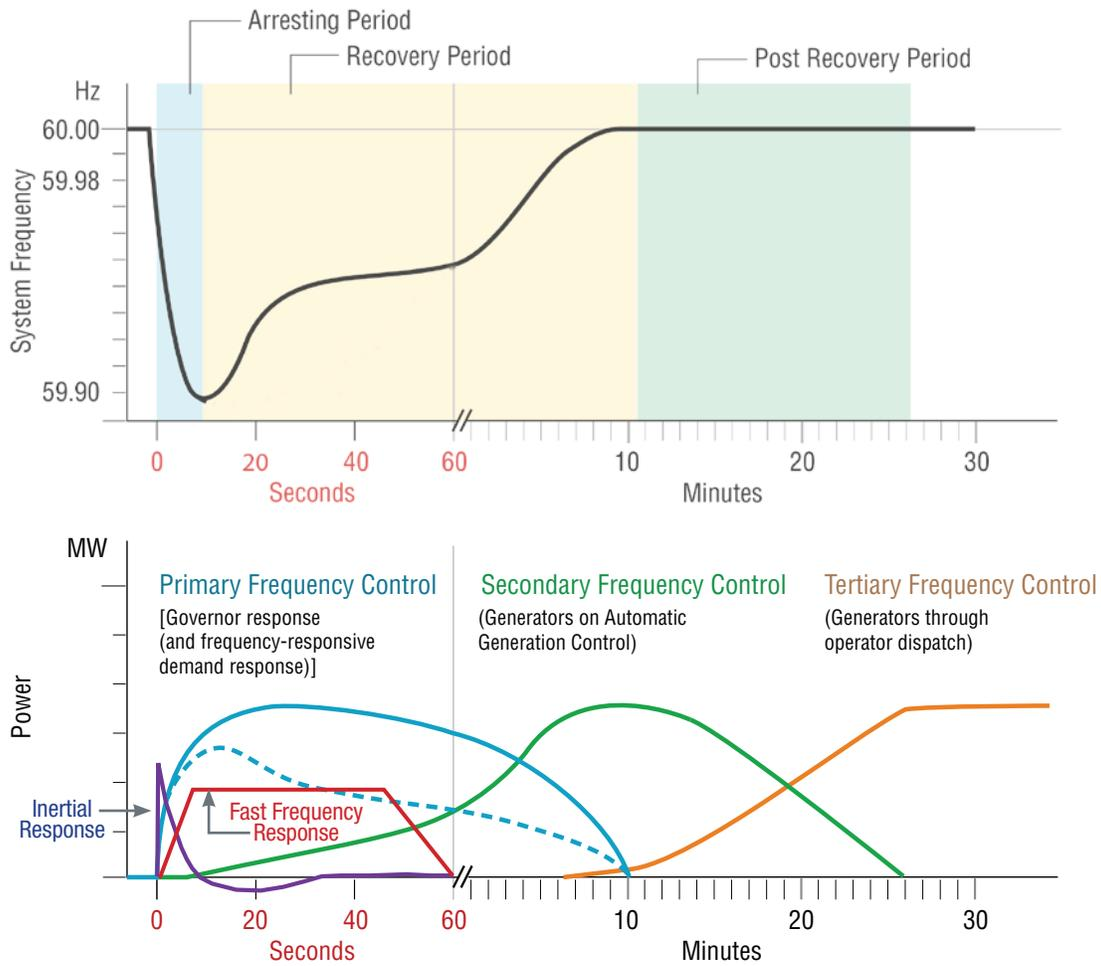 Arresting Period
Recovery Period
Post Recovery Period
Hz
60.00
59.98
59.90
System Frequency
0 20 40 60 10 20 30
Seconds Minutes
MW
Primary Frequency Control
[Governor response
(and frequency-responsive
demand response)]
Secondary Frequency Control
(Generators on Automatic
Generation Control)
Tertiary Frequency Control
(Generators through
operator dispatch)
Power
Inertial
Response
Fast Frequency
Response
0 20 40 60 10 20 30
Seconds Minutes